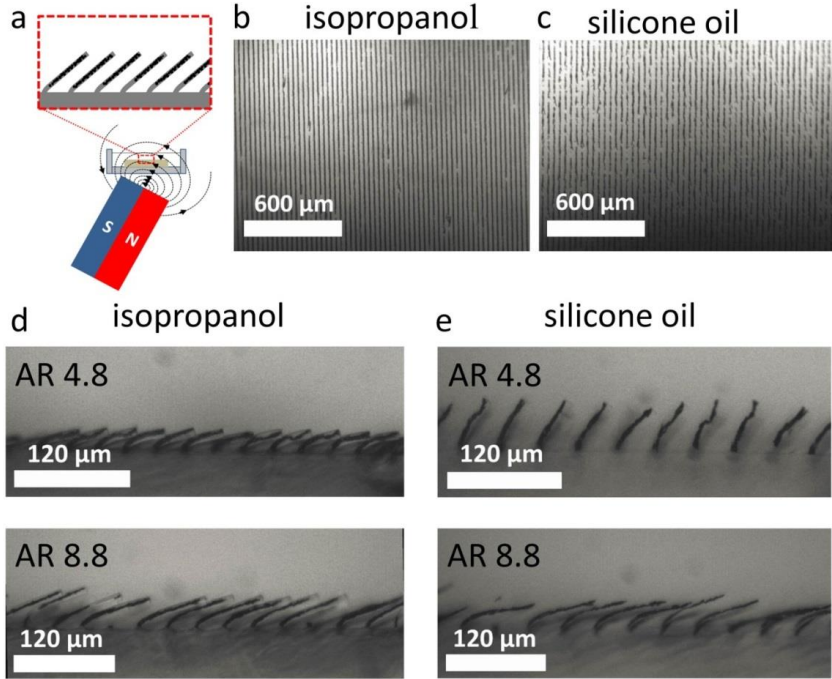 a
b
isopropanol
c
silicone oil
S
N
600 µm
600 µm
d
isopropanol
e
silicone oil
AR 4.8
AR 4.8
120 µm
120 µm
AR 8.8
AR 8.8
120 µm
120 µm